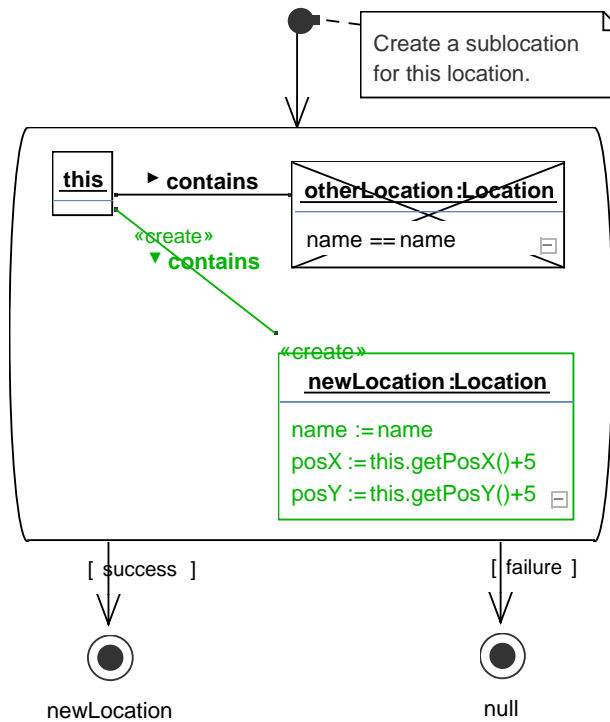 Create a sublocation
for this location.
this
► contains
otherLocation :Location
name == name
«create»
▼ contains
«create»
newLocation :Location
name := name
posX := this.getPosX()+5
posY := this.getPosY()+5
[ success ]
[ failure ]
newLocation
null